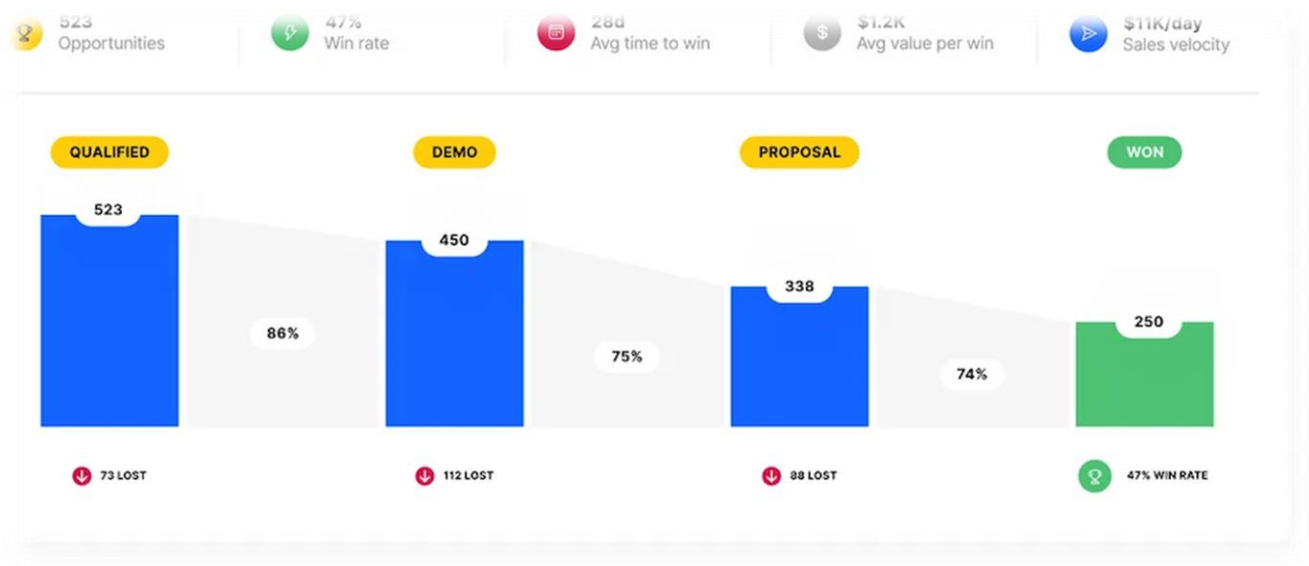 523
Opportunities
47%
Win rate
28d
Avg time to win
$1.2K
Avg value per win
$11K/day
Sales velocity
QUALIFIED
DEMO
PROPOSAL
WON
523
450
338
250
86%
75%
74%
73 LOST
112 LOST
88 LOST
47% WIN RATE